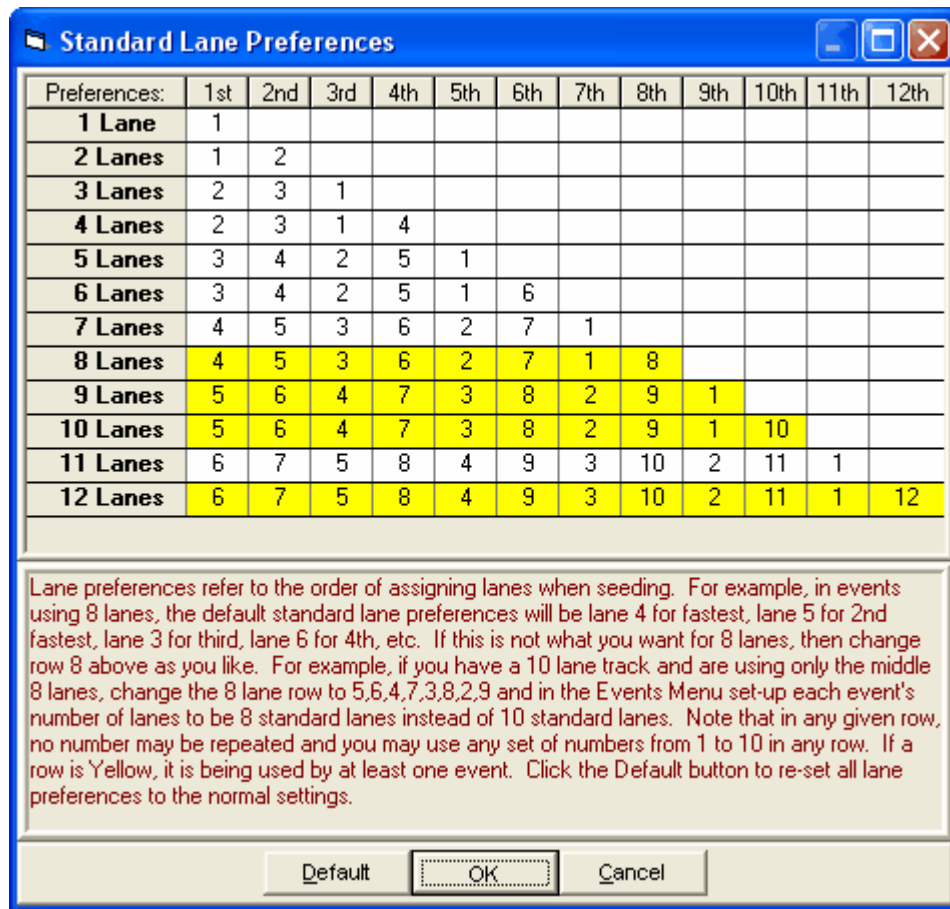 Standard Lane Preferences
Preferences: 1st 2nd 3rd 4th 5th 6th 7th 8th 9th 10th 11th 12th
1 Lane 1
2 Lanes 1 2
3 Lanes 2 3 1
4 Lanes 2 3 1 4
5 Lanes 3 4 2 5 1
6 Lanes 3 4 2 5 1 6
7 Lanes 4 5 3 6 2 7 1
8 Lanes 4 5 3 6 2 7 1 8
9 Lanes 5 6 4 7 3 8 2 9 1
10 Lanes 5 6 4 7 3 8 2 9 1 10
11 Lanes 6 7 5 8 4 9 3 10 2 11 1
12 Lanes 6 7 5 8 4 9 3 10 2 11 1 12
Lane preferences refer to the order of assigning lanes when seeding.  For example, in events
using 8 lanes, the default standard lane preferences will be lane 4 for fastest, lane 5 for 2nd
fastest, lane 3 for third, lane 6 for 4th, etc.  If this is not what you want for 8 lanes, then change
row 8 above as you like.  For example, if you have a 10 lane track and are using only the middle
8 lanes, change the 8 lane row to 5,6,4,7,3,8,2,9 and in the Events Menu set-up each event's
number of lanes to be 8 standard lanes instead of 10 standard lanes.  Note that in any given row,
no number may be repeated and you may use any set of numbers from 1 to 10 in any row.  If a
row is Yellow, it is being used by at least one event.  Click the Default button to re-set all lane
preferences to the normal settings.
Default OK Cancel